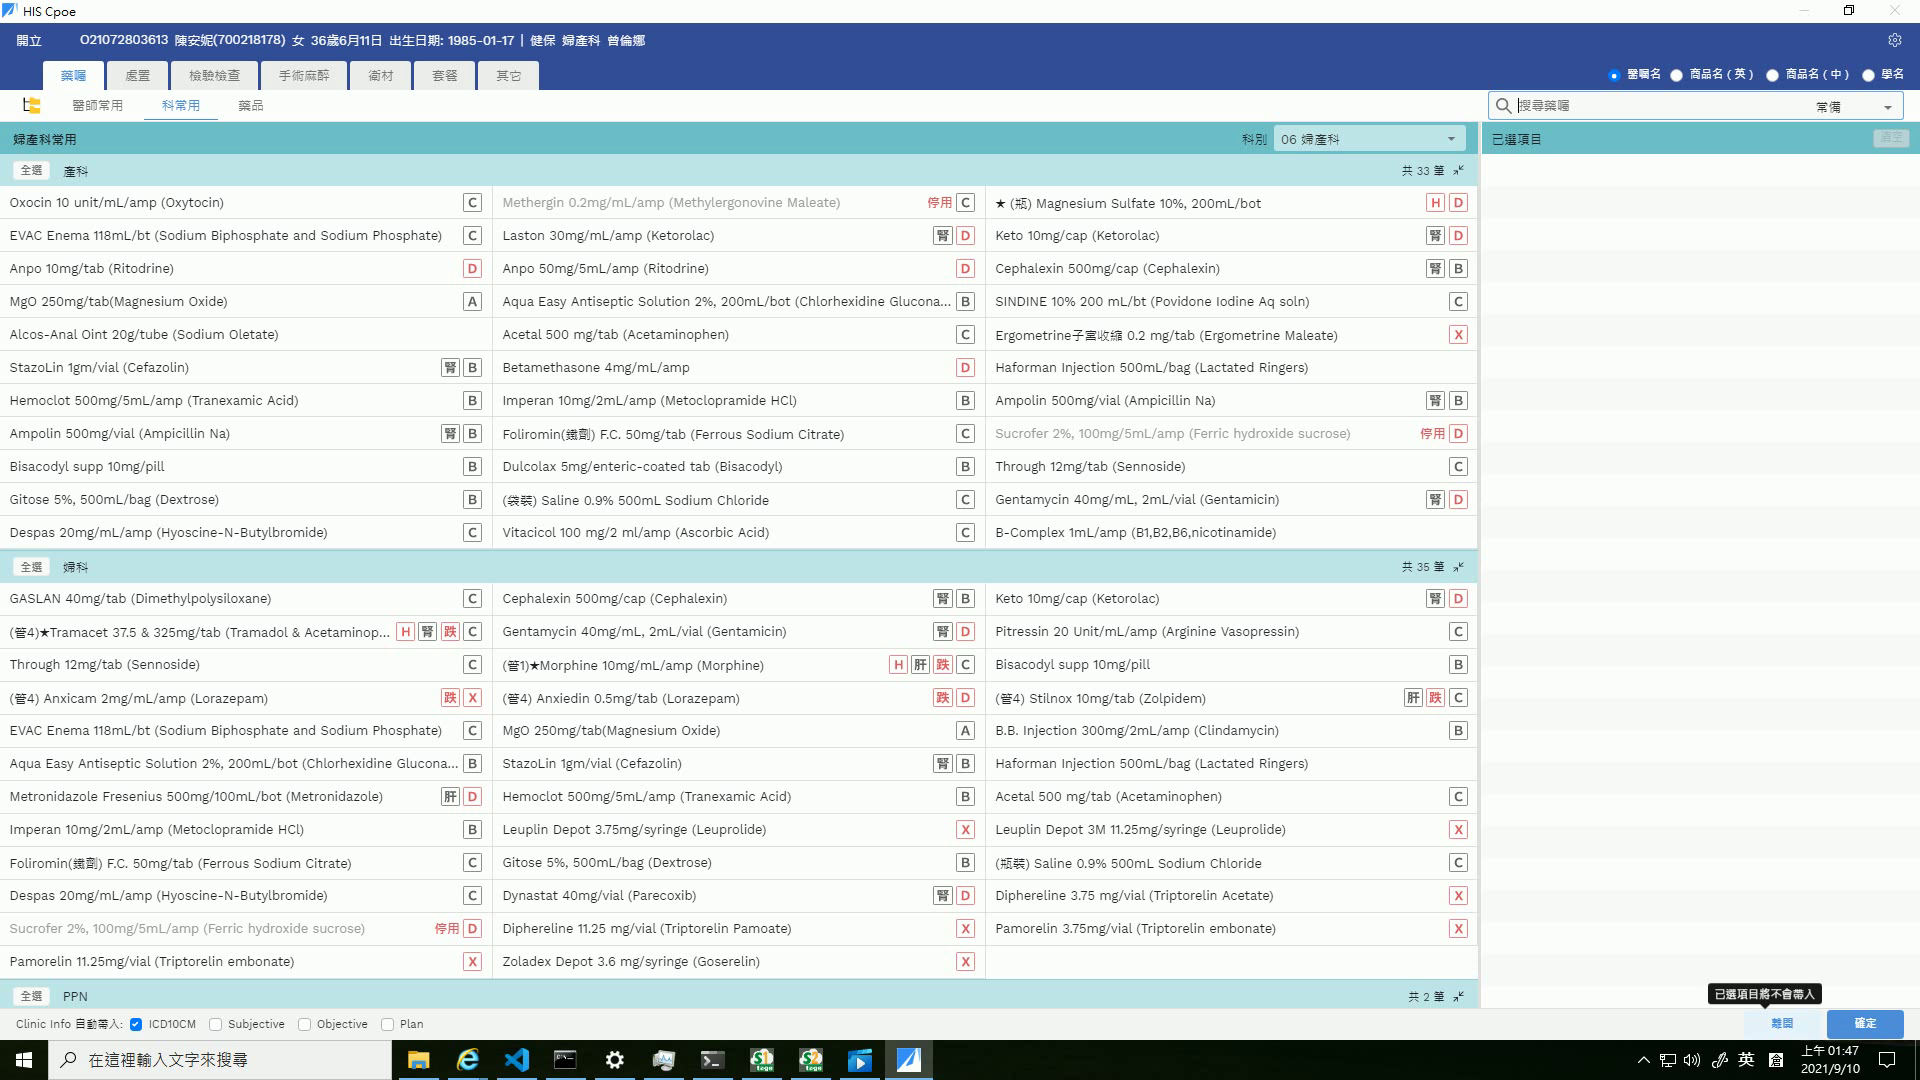 HIS Cpoe
開立 O21072803613 陳安妮(700218178) 女 36歲6月11日 出生日期: 1985-01-17 | 健保 婦產科 曾倫娜
藥囑 處置 檢驗檢查 手術麻醉 衛材 套餐 其它
醫囑名 商品名 ( 英 ) 商品名 ( 中 ) 學名
醫師常用 科常用 藥品
搜尋藥囑 常備
婦產科常用 科別 06 婦產科
已選項目 清空
全選 產科 共 33 筆
Oxocin 10 unit/mL/amp (Oxytocin) C
Methergin 0.2mg/mL/amp (Methylergonovine Maleate) 停用 C
★ (瓶) Magnesium Sulfate 10%, 200mL/bot H D
EVAC Enema 118mL/bt (Sodium Biphosphate and Sodium Phosphate) C
Laston 30mg/mL/amp (Ketorolac) 腎 D
Keto 10mg/cap (Ketorolac) 腎 D
Anpo 10mg/tab (Ritodrine) D
Anpo 50mg/5mL/amp (Ritodrine) D
Cephalexin 500mg/cap (Cephalexin) 腎 B
MgO 250mg/tab(Magnesium Oxide) A
Aqua Easy Antiseptic Solution 2%, 200mL/bot (Chlorhexidine Glucona... B
SINDINE 10% 200 mL/bt (Povidone Iodine Aq soln) C
Alcos-Anal Oint 20g/tube (Sodium Oletate)
Acetal 500 mg/tab (Acetaminophen) C
Ergometrine子宮收縮 0.2 mg/tab (Ergometrine Maleate) X
StazoLin 1gm/vial (Cefazolin) 腎 B
Betamethasone 4mg/mL/amp D
Haforman Injection 500mL/bag (Lactated Ringers)
Hemoclot 500mg/5mL/amp (Tranexamic Acid) B
Imperan 10mg/2mL/amp (Metoclopramide HCl) B
Ampolin 500mg/vial (Ampicillin Na) 腎 B
Ampolin 500mg/vial (Ampicillin Na) 腎 B
Foliromin(鐵劑) F.C. 50mg/tab (Ferrous Sodium Citrate) C
Sucrofer 2%, 100mg/5mL/amp (Ferric hydroxide sucrose) 停用 D
Bisacodyl supp 10mg/pill B
Dulcolax 5mg/enteric-coated tab (Bisacodyl) B
Through 12mg/tab (Sennoside) C
Gitose 5%, 500mL/bag (Dextrose) B
(袋裝) Saline 0.9% 500mL Sodium Chloride C
Gentamycin 40mg/mL, 2mL/vial (Gentamicin) 腎 D
Despas 20mg/mL/amp (Hyoscine-N-Butylbromide) C
Vitacicol 100 mg/2 ml/amp (Ascorbic Acid) C
B-Complex 1mL/amp (B1,B2,B6,nicotinamide)
全選 婦科 共 35 筆
GASLAN 40mg/tab (Dimethylpolysiloxane) C
Cephalexin 500mg/cap (Cephalexin) 腎 B
Keto 10mg/cap (Ketorolac) 腎 D
(管4)★Tramacet 37.5 & 325mg/tab (Tramadol & Acetaminop... H 腎 跌 C
Gentamycin 40mg/mL, 2mL/vial (Gentamicin) 腎 D
Pitressin 20 Unit/mL/amp (Arginine Vasopressin) C
Through 12mg/tab (Sennoside) C
(管1)★Morphine 10mg/mL/amp (Morphine) H 肝 跌 C
Bisacodyl supp 10mg/pill B
(管4) Anxicam 2mg/mL/amp (Lorazepam) 跌 X
(管4) Anxiedin 0.5mg/tab (Lorazepam) 跌 D
(管4) Stilnox 10mg/tab (Zolpidem) 肝 跌 C
EVAC Enema 118mL/bt (Sodium Biphosphate and Sodium Phosphate) C
MgO 250mg/tab(Magnesium Oxide) A
B.B. Injection 300mg/2mL/amp (Clindamycin) B
Aqua Easy Antiseptic Solution 2%, 200mL/bot (Chlorhexidine Glucona... B
StazoLin 1gm/vial (Cefazolin) 腎 B
Haforman Injection 500mL/bag (Lactated Ringers)
Metronidazole Fresenius 500mg/100mL/bot (Metronidazole) 肝 D
Hemoclot 500mg/5mL/amp (Tranexamic Acid) B
Acetal 500 mg/tab (Acetaminophen) C
Imperan 10mg/2mL/amp (Metoclopramide HCl) B
Leuplin Depot 3.75mg/syringe (Leuprolide) X
Leuplin Depot 3M 11.25mg/syringe (Leuprolide) X
Foliromin(鐵劑) F.C. 50mg/tab (Ferrous Sodium Citrate) C
Gitose 5%, 500mL/bag (Dextrose) B
(瓶裝) Saline 0.9% 500mL Sodium Chloride C
Despas 20mg/mL/amp (Hyoscine-N-Butylbromide) C
Dynastat 40mg/vial (Parecoxib) 腎 D
Diphereline 3.75 mg/vial (Triptorelin Acetate) X
Sucrofer 2%, 100mg/5mL/amp (Ferric hydroxide sucrose) 停用 D
Diphereline 11.25 mg/vial (Triptorelin Pamoate) X
Pamorelin 3.75mg/vial (Triptorelin embonate) X
Pamorelin 11.25mg/vial (Triptorelin embonate) X
Zoladex Depot 3.6 mg/syringe (Goserelin) X
全選 PPN 共 2 筆
已選項目將不會帶入
Clinic Info 自動帶入: ICD10CM Subjective Objective Plan
離開 確定
在這裡輸入文字來搜尋
英 上午 01:47
2021/9/10